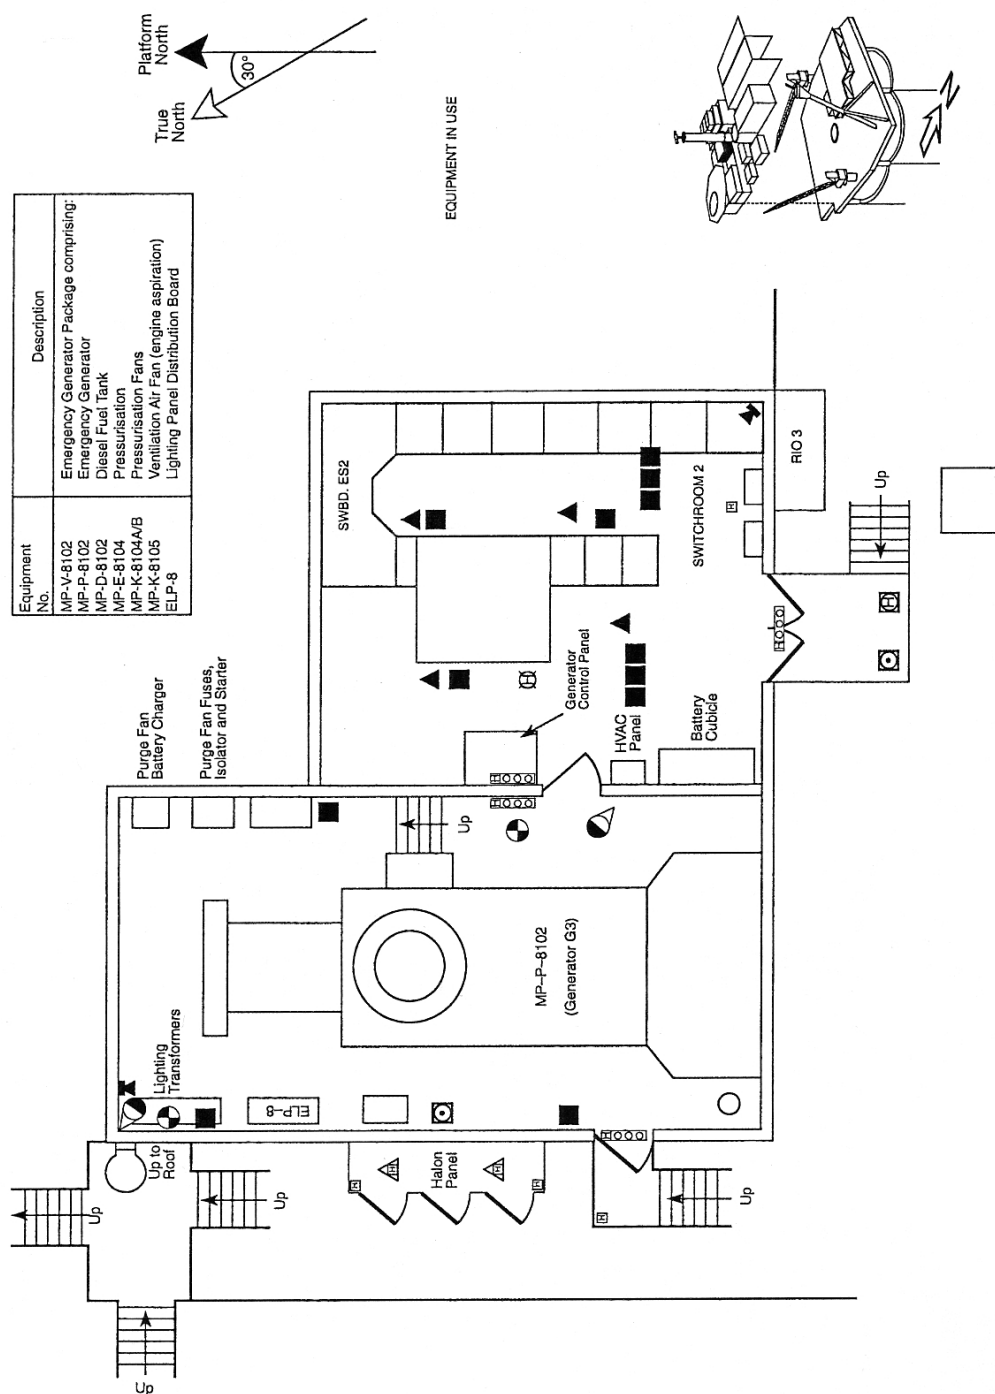 Platform
North
True
North
30°
Equipment
No.
Description
MP-V-8102 Emergency Generator Package comprising:
MP-P-8102 Emergency Generator
MP-D-8102 Diesel Fuel Tank
MP-E-8104 Pressurisation
MP-K-8104A/B Pressurisation Fans
MP-K-8105 Ventilation Air Fan (engine aspiration)
ELP-8 Lighting Panel Distribution Board
EQUIPMENT IN USE
N
Purge Fan
Battery Charger
Purge Fan Fuses,
Isolator and Starter
SWBD. ES2
SWITCHROOM 2
RIO 3
Up
Generator
Control Panel
HVAC
Panel
Battery
Cubicle
H
H
H
H
H
H
Up
H
MP-P-8102
(Generator G3)
Lighting
Transformers
ELP-8
H
Up to
Roof
Up
Up
Up
H
H
Halon
Panel
H
H
H
Up